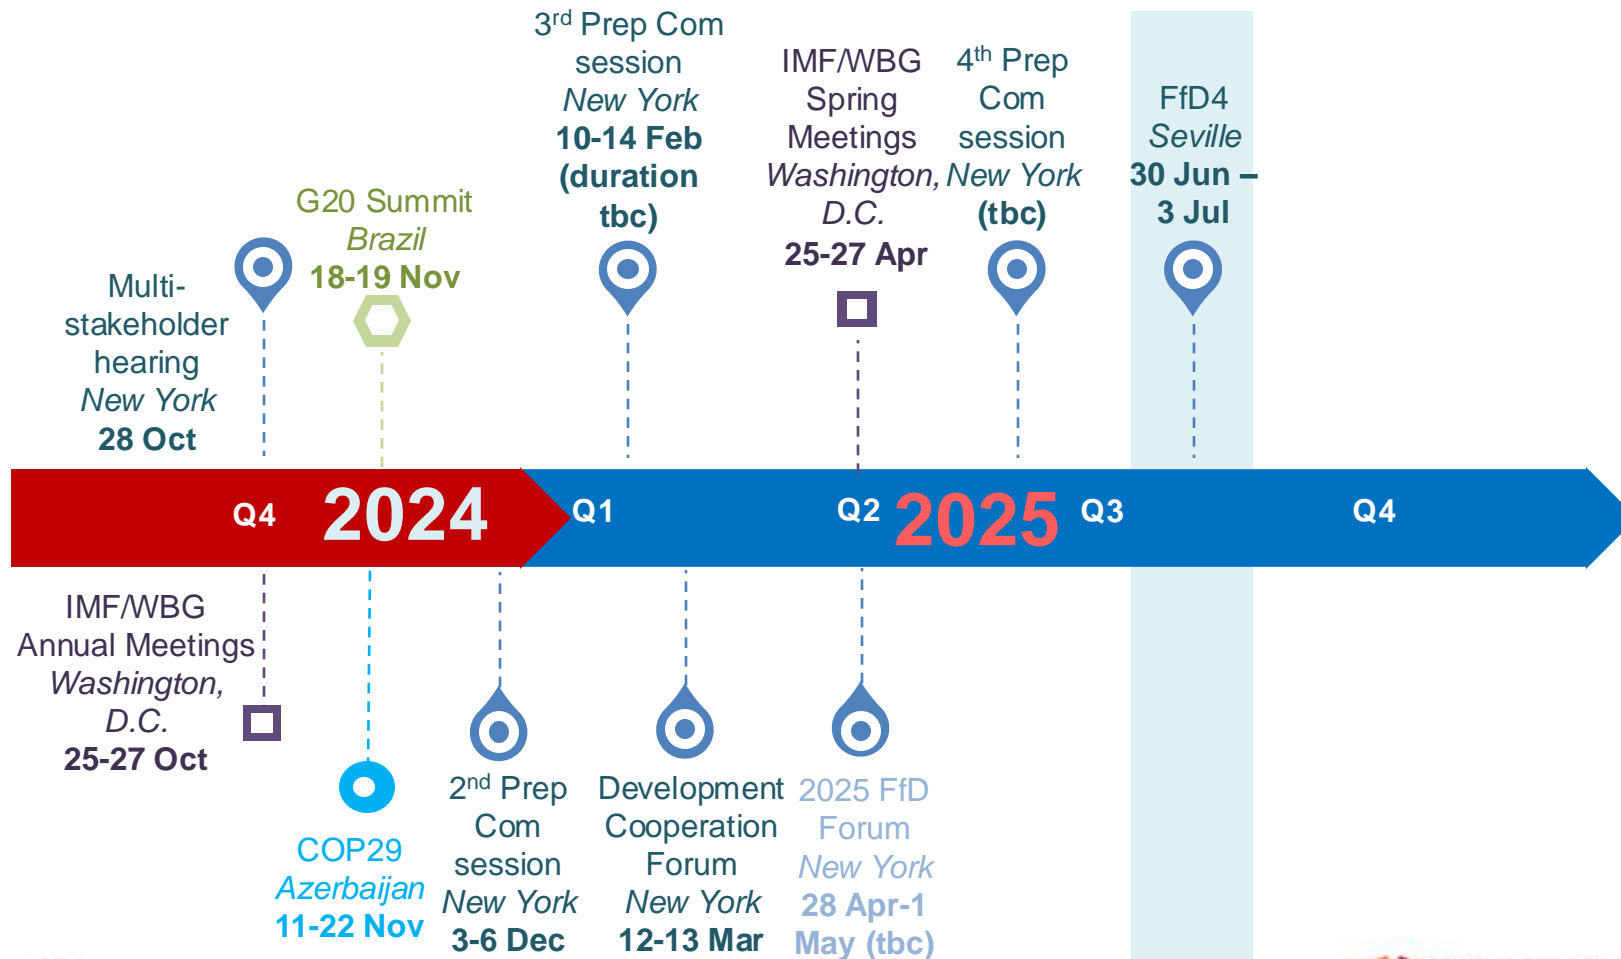 3rd Prep Com
session
New York
10-14 Feb
(duration
tbc)
IMF/WBG
Spring
Meetings
Washington,
D.C.
25-27 Apr
4th Prep
Com
session
New York
(tbc)
FfD4
Seville
30 Jun –
3 Jul
G20 Summit
Brazil
18-19 Nov
Multi-
stakeholder
hearing
New York
28 Oct
Q4
2024
Q1
Q2
2025
Q3
Q4
IMF/WBG
Annual Meetings
Washington,
D.C.
25-27 Oct
COP29
Azerbaijan
11-22 Nov
2nd Prep
Com
session
New York
3-6 Dec
Development
Cooperation
Forum
New York
12-13 Mar
2025 FfD
Forum
New York
28 Apr-1
May (tbc)